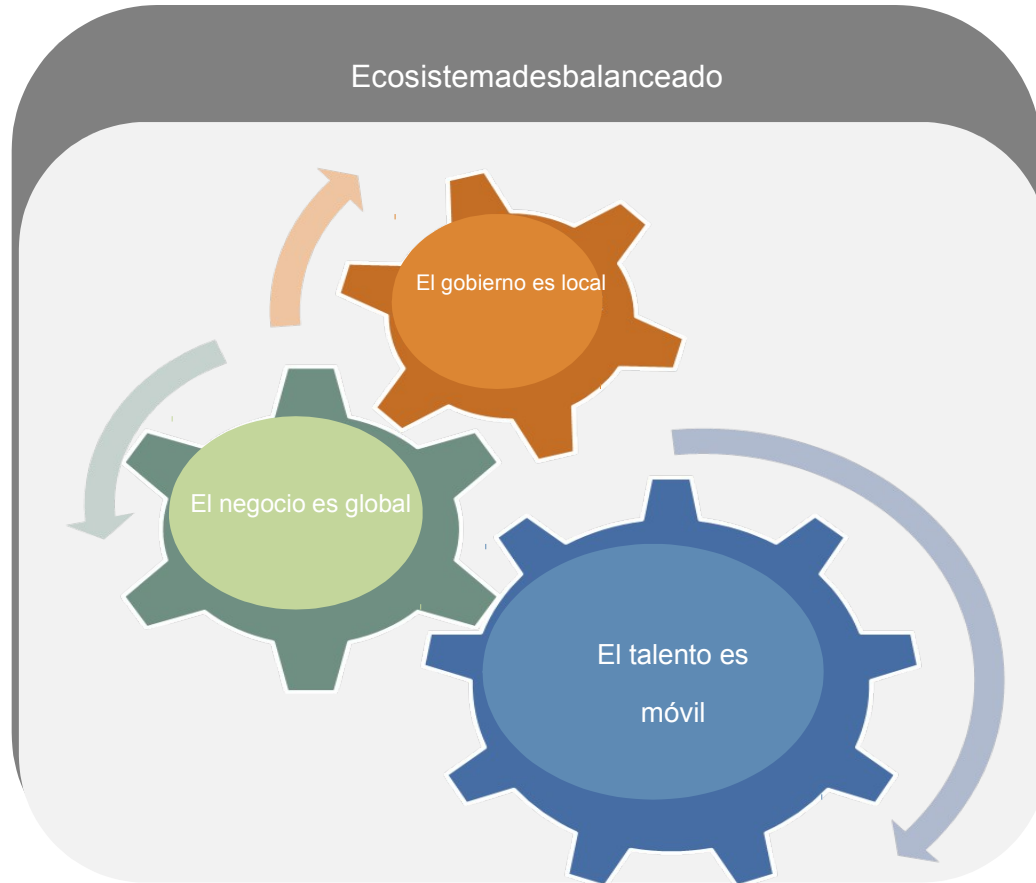 Ecosistemadesbalanceado
El gobierno es local
El negocio es global
El talento es
móvil